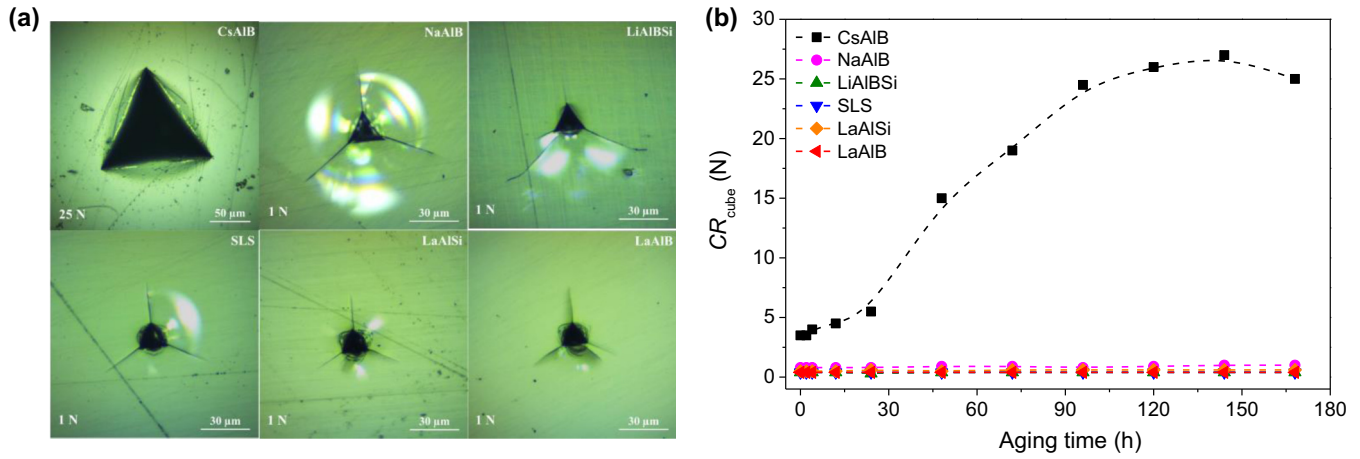 (a)
CsAlB
25 N
50 µm
NaAlB
1 N
30 µm
LiAlBSi
1 N
30 µm
SLS
1 N
30 µm
LaAlSi
1 N
30 µm
LaAlB
1 N
30 µm
(b)
30
25
20
15
10
5
0
CR_cube (N)
CsAlB
NaAlB
LiAlBSi
SLS
LaAlSi
LaAlB
0
30
60
90
120
150
180
Aging time (h)